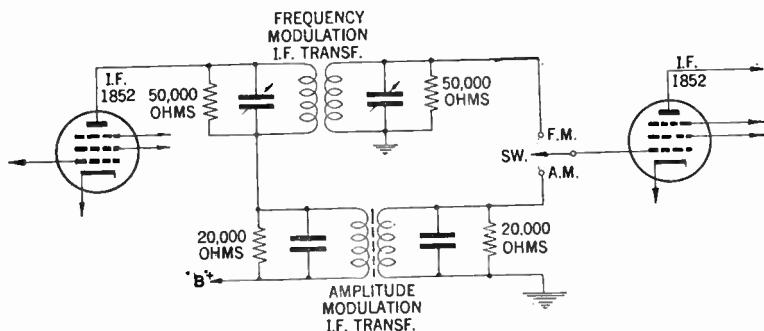 FREQUENCY
MODULATION
I.F. TRANSF.
I.F.
1852
50,000
OHMS
50,000
OHMS
I.F.
1852
F.M.
SW.
A.M.
20,000
OHMS
20,000
OHMS
"B"+
AMPLITUDE
MODULATION
I.F. TRANSF.